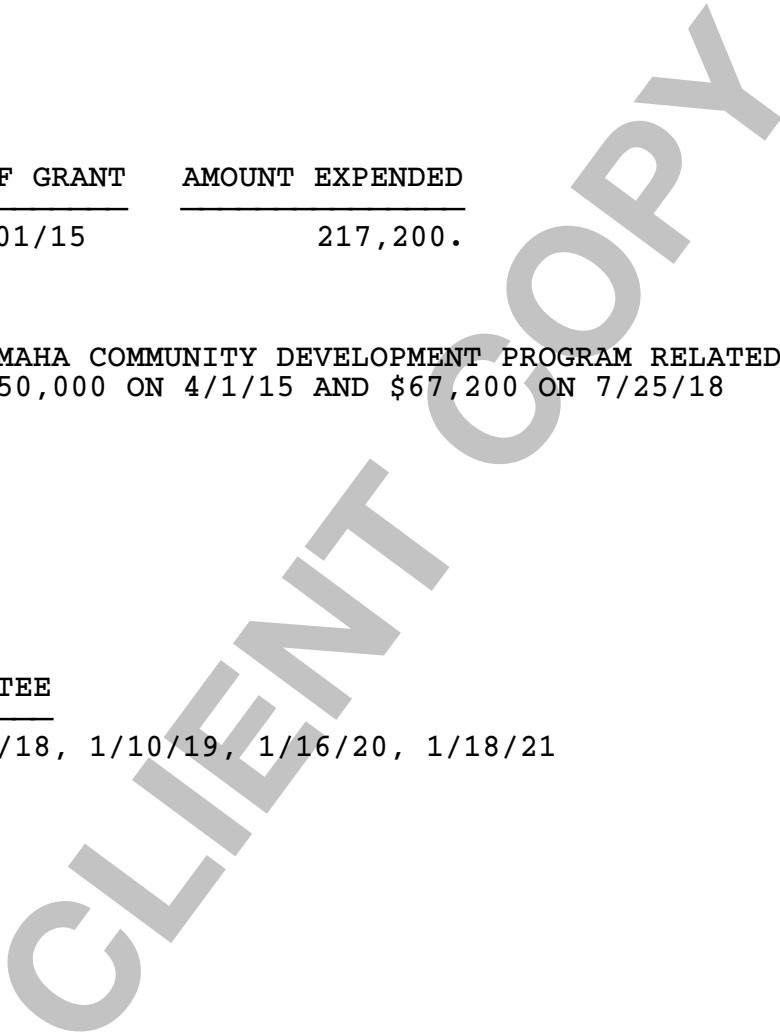 F GRANT AMOUNT EXPENDED
01/15 217,200.
MAHA COMMUNITY DEVELOPMENT PROGRAM RELATED
50,000 ON 4/1/15 AND $67,200 ON 7/25/18
TEE
/18, 1/10/19, 1/16/20, 1/18/21
CLIENT COPY